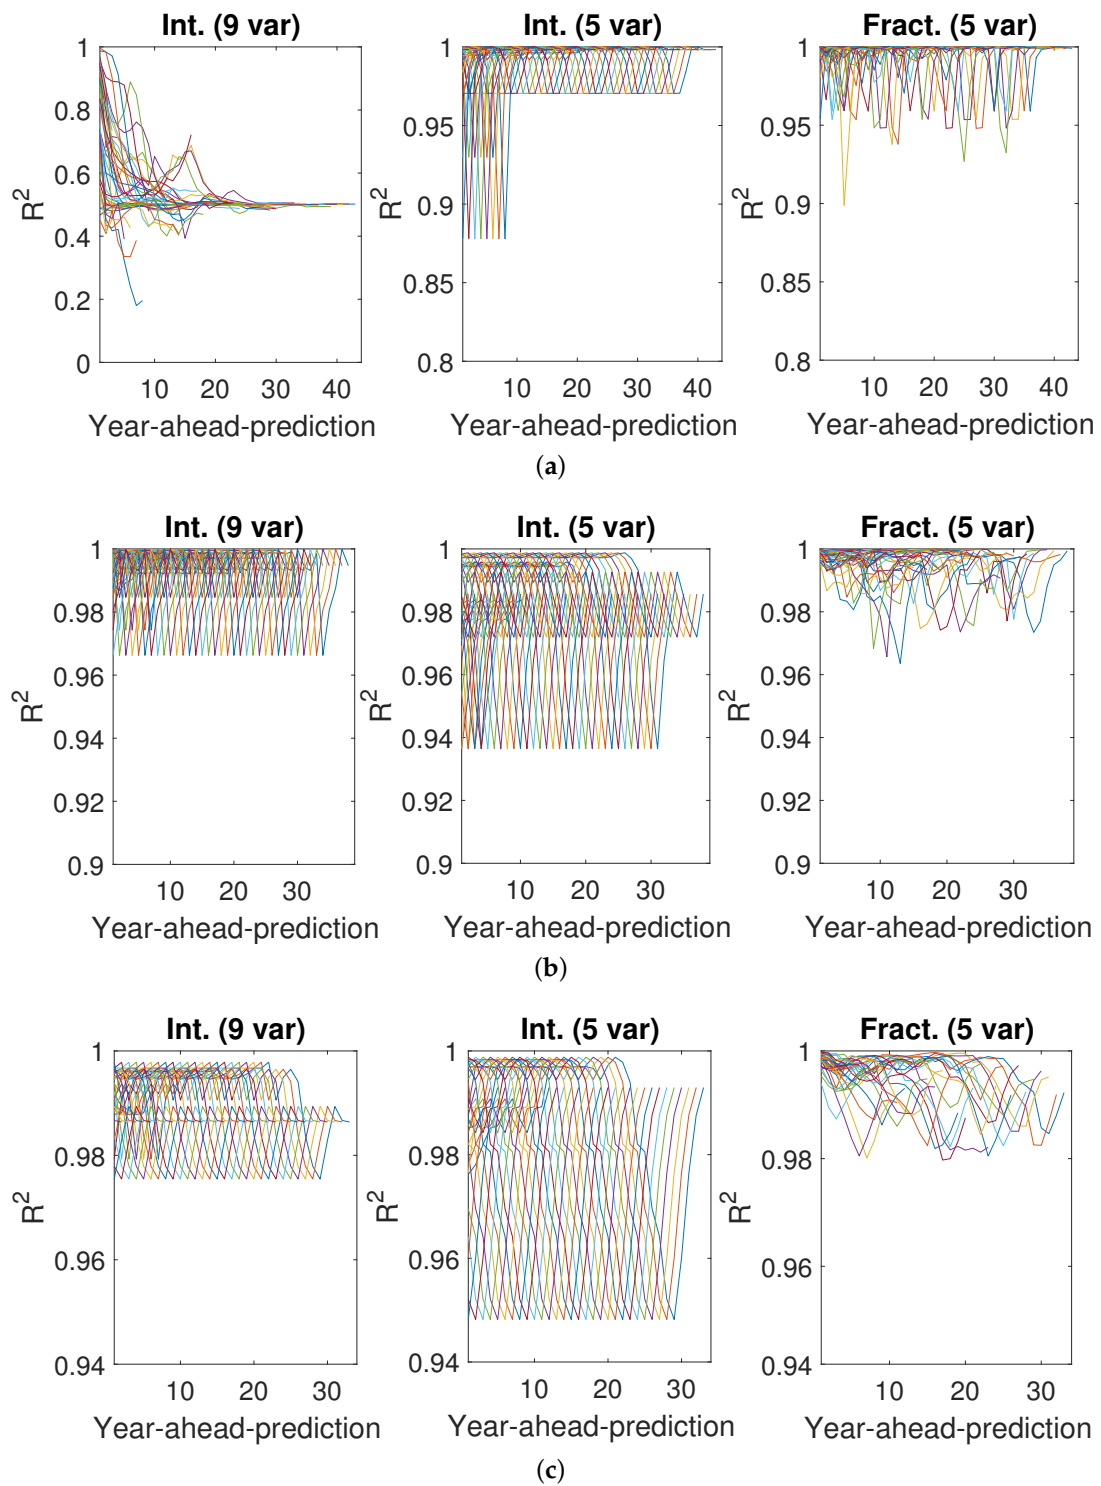 Int. (9 var)
Int. (5 var)
Fract. (5 var)
1
0.8
0.6
0.4
0.2
0
R2
10
20
30
40
Year-ahead-prediction
1
0.95
0.9
0.85
0.8
R2
10
20
30
40
Year-ahead-prediction
1
0.95
0.9
0.85
0.8
R2
10
20
30
40
Year-ahead-prediction
(a)
Int. (9 var)
Int. (5 var)
Fract. (5 var)
1
0.98
0.96
0.94
0.92
0.9
R2
10
20
30
Year-ahead-prediction
1
0.98
0.96
0.94
0.92
0.9
R2
10
20
30
Year-ahead-prediction
1
0.98
0.96
0.94
0.92
0.9
R2
10
20
30
Year-ahead-prediction
(b)
Int. (9 var)
Int. (5 var)
Fract. (5 var)
1
0.98
0.96
0.94
R2
10
20
30
Year-ahead-prediction
1
0.98
0.96
0.94
R2
10
20
30
Year-ahead-prediction
1
0.98
0.96
0.94
R2
10
20
30
Year-ahead-prediction
(c)